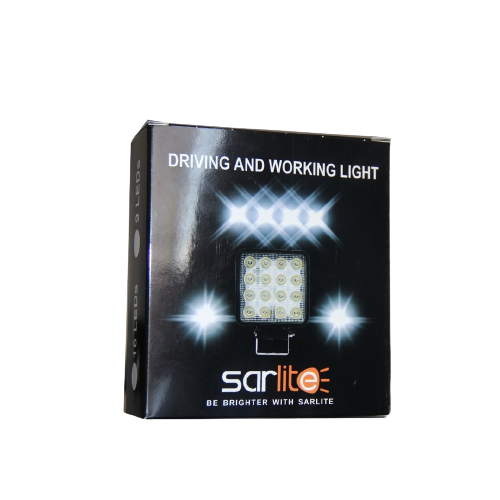 DRIVING AND WORKING LIGHT
sarlite
BE BRIGHTER WITH SARLITE
9 LEDs
16 LEDs